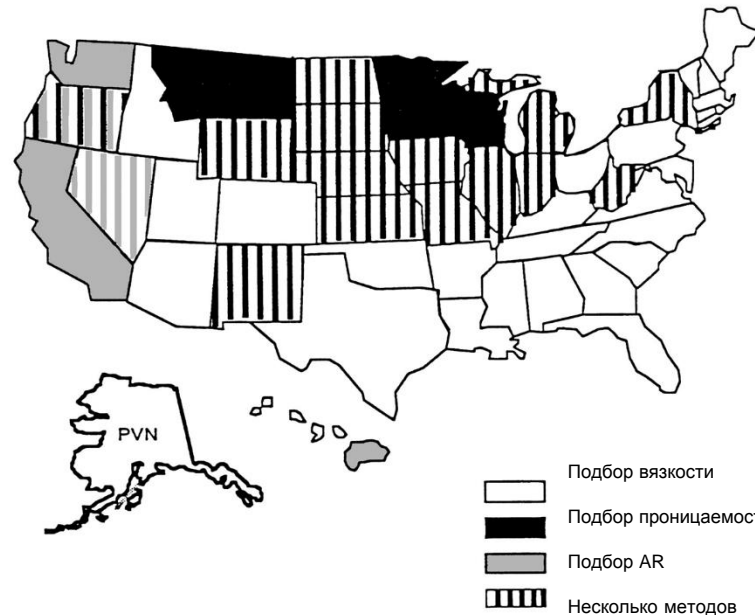 PVN
Подбор вязкости
Подбор проницаемост
Подбор AR
Несколько методов